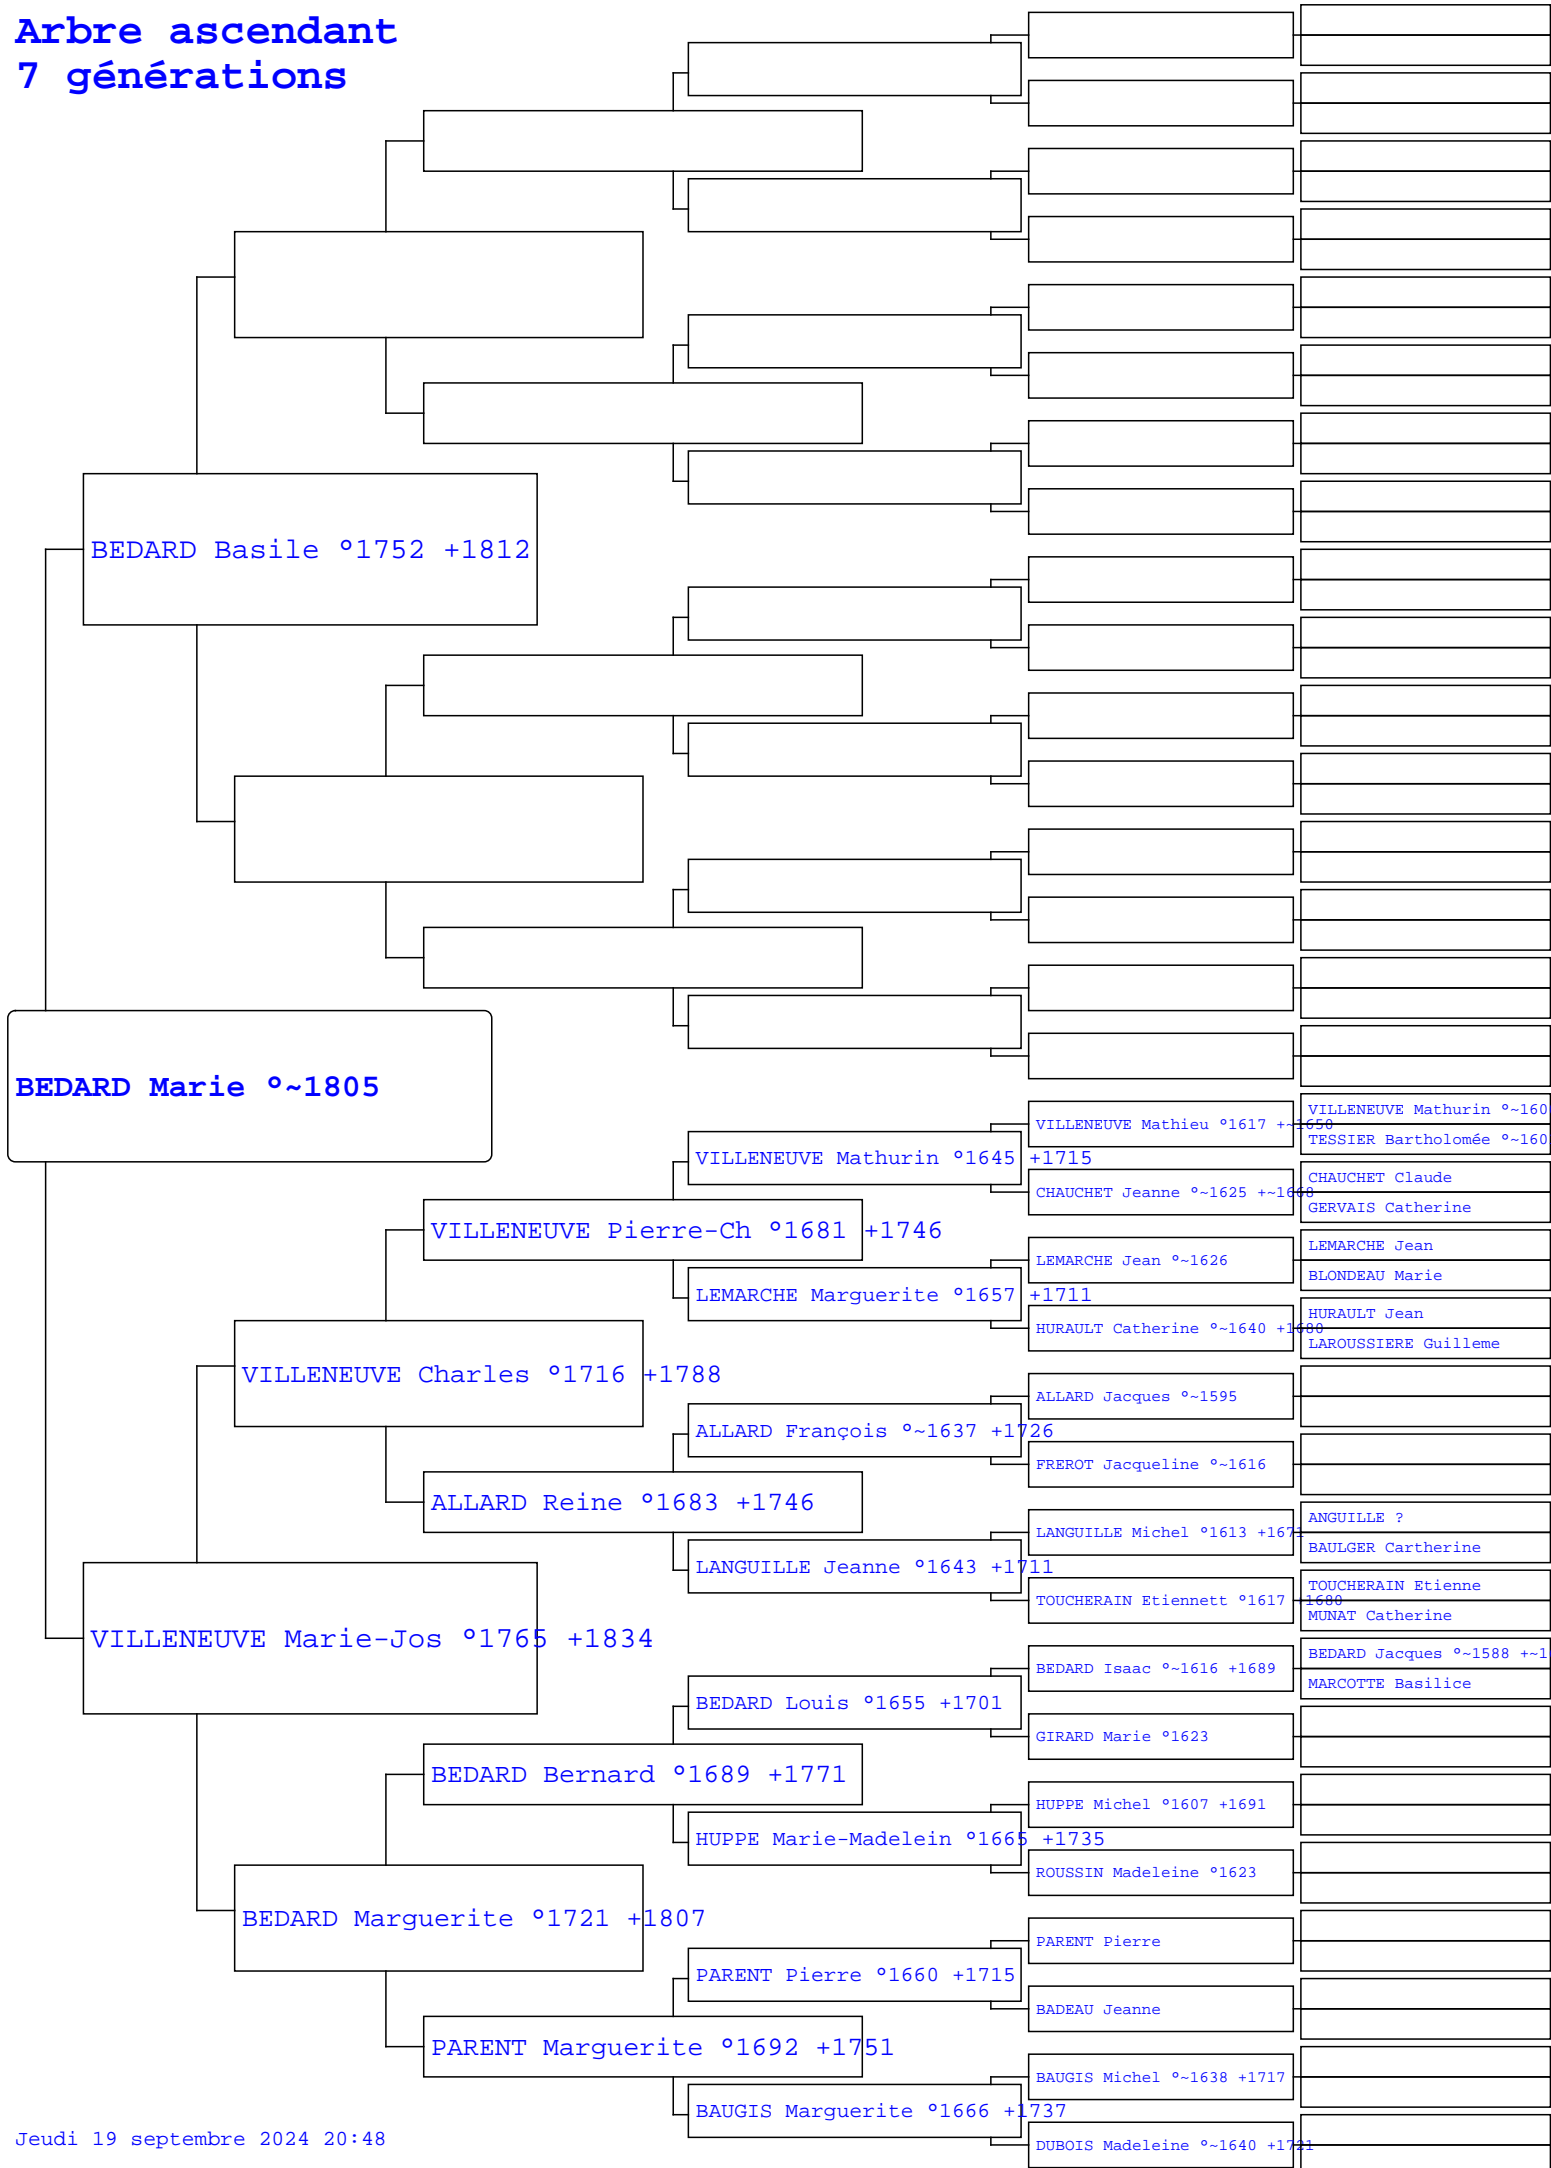 Arbre ascendant
7 générations
BEDARD Basile °1752 +1812
BEDARD Marie °~1805
VILLENEUVE Mathurin °~160
VILLENEUVE Mathieu °1617 +~1650
TESSIER Bartholomée °~160
VILLENEUVE Mathurin °1645 +1715
CHAUCHET Claude
CHAUCHET Jeanne °~1625 +~1668
GERVAIS Catherine
VILLENEUVE Pierre-Ch °1681 +1746
LEMARCHE Jean
LEMARCHE Jean °~1626
BLONDEAU Marie
LEMARCHE Marguerite °1657 +1711
HURAULT Jean
HURAULT Catherine °~1640 +1680
LAROUSSIERE Guilleme
VILLENEUVE Charles °1716 +1788
ALLARD Jacques °~1595
ALLARD François °~1637 +1726
FREROT Jacqueline °~1616
ALLARD Reine °1683 +1746
ANGUILLE ?
LANGUILLE Michel °1613 +1671
BAULGER Cartherine
LANGUILLE Jeanne °1643 +1711
TOUCHERAIN Etienne
TOUCHERAIN Etiennett °1617 +1680
MUNAT Catherine
VILLENEUVE Marie-Jos °1765 +1834
BEDARD Jacques °~1588 +~1
BEDARD Isaac °~1616 +1689
MARCOTTE Basilice
BEDARD Louis °1655 +1701
GIRARD Marie °1623
BEDARD Bernard °1689 +1771
HUPPE Michel °1607 +1691
HUPPE Marie-Madelein °1665 +1735
ROUSSIN Madeleine °1623
BEDARD Marguerite °1721 +1807
PARENT Pierre
PARENT Pierre °1660 +1715
BADEAU Jeanne
PARENT Marguerite °1692 +1751
BAUGIS Michel °~1638 +1717
BAUGIS Marguerite °1666 +1737
DUBOIS Madeleine °~1640 +1721
Jeudi 19 septembre 2024 20:48